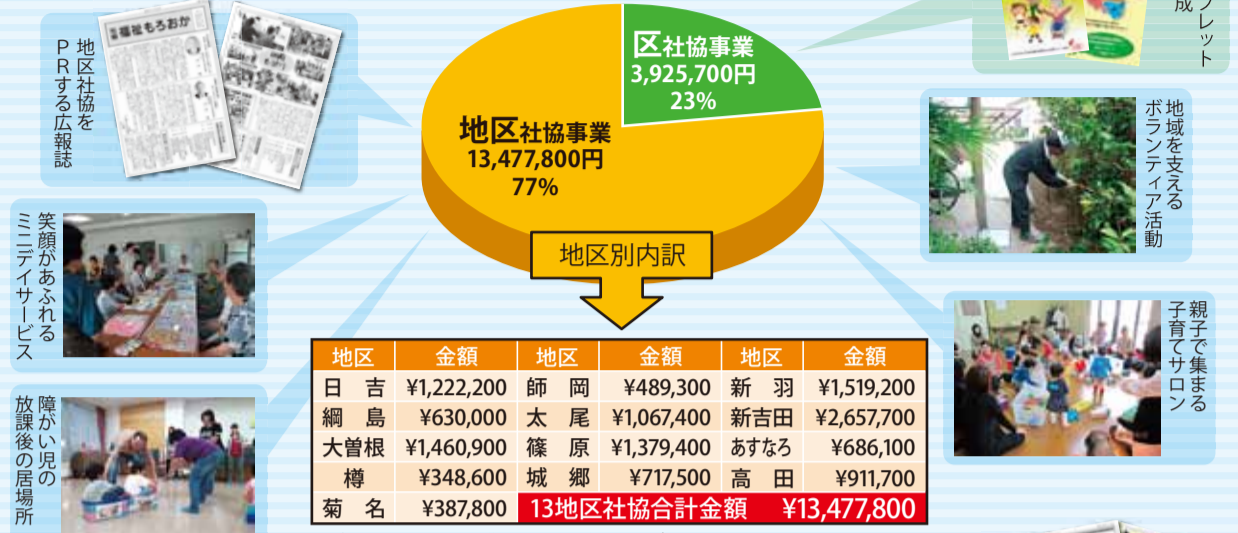 福祉もろおか
地区社協を
PRする広報誌
区社協事業
3,925,700円
23%
地区社協事業
13,477,800円
77%
レット
成
地域を支える
ボランティア活動
笑顔があふれる
ミニデイサービス
地区別内訳
親子で集まる
子育てサロン
障がい児の
放課後の居場所
地区 金額 地区 金額 地区 金額
日吉 ¥1,222,200 師岡 ¥489,300 新羽 ¥1,519,200
綱島 ¥630,000 太尾 ¥1,067,400 新吉田 ¥2,657,700
大曽根 ¥1,460,900 篠原 ¥1,379,400 あすなろ ¥686,100
樽 ¥348,600 城郷 ¥717,500 高田 ¥911,700
菊名 ¥387,800 13地区社協合計金額 ¥13,477,800